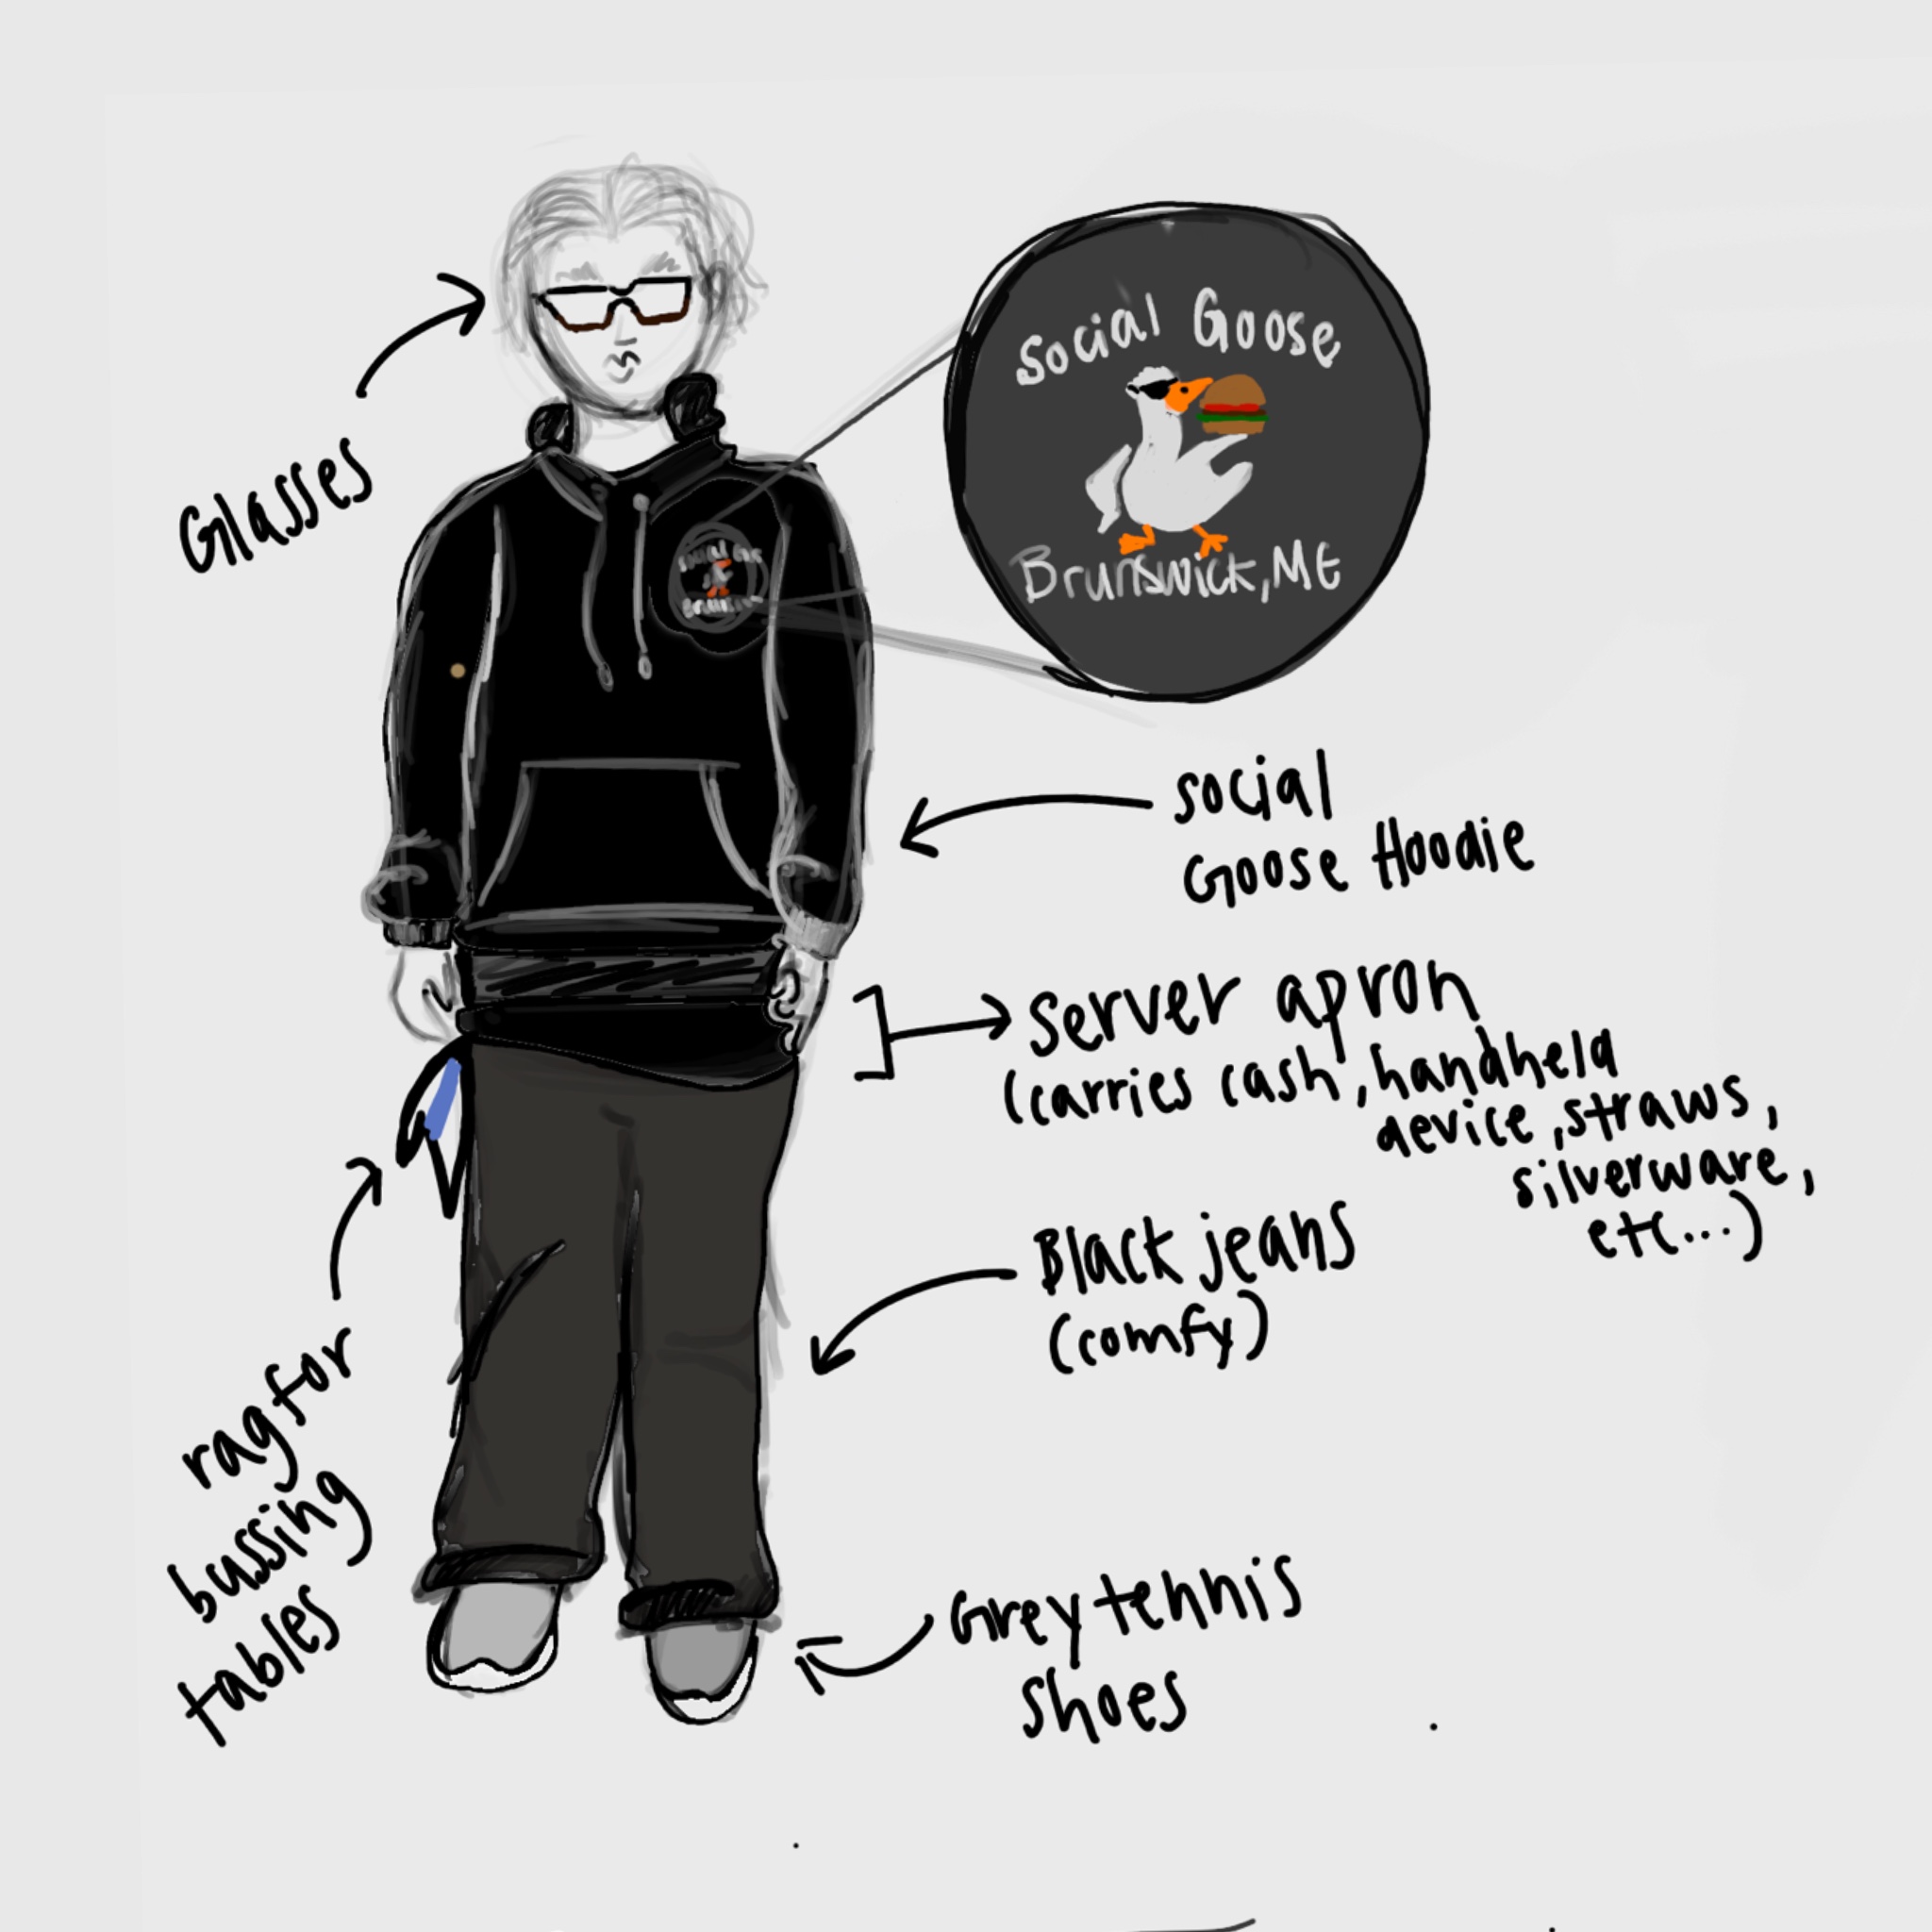 Glasses
Social Goose
Brunswick, ME
social
Goose Hoodie
Server apron
(carries cash, handheld
device, straws,
silverware,
etc...)
Black jeans
(comfy)
rag for
bussing
tables
Grey tennis
shoes